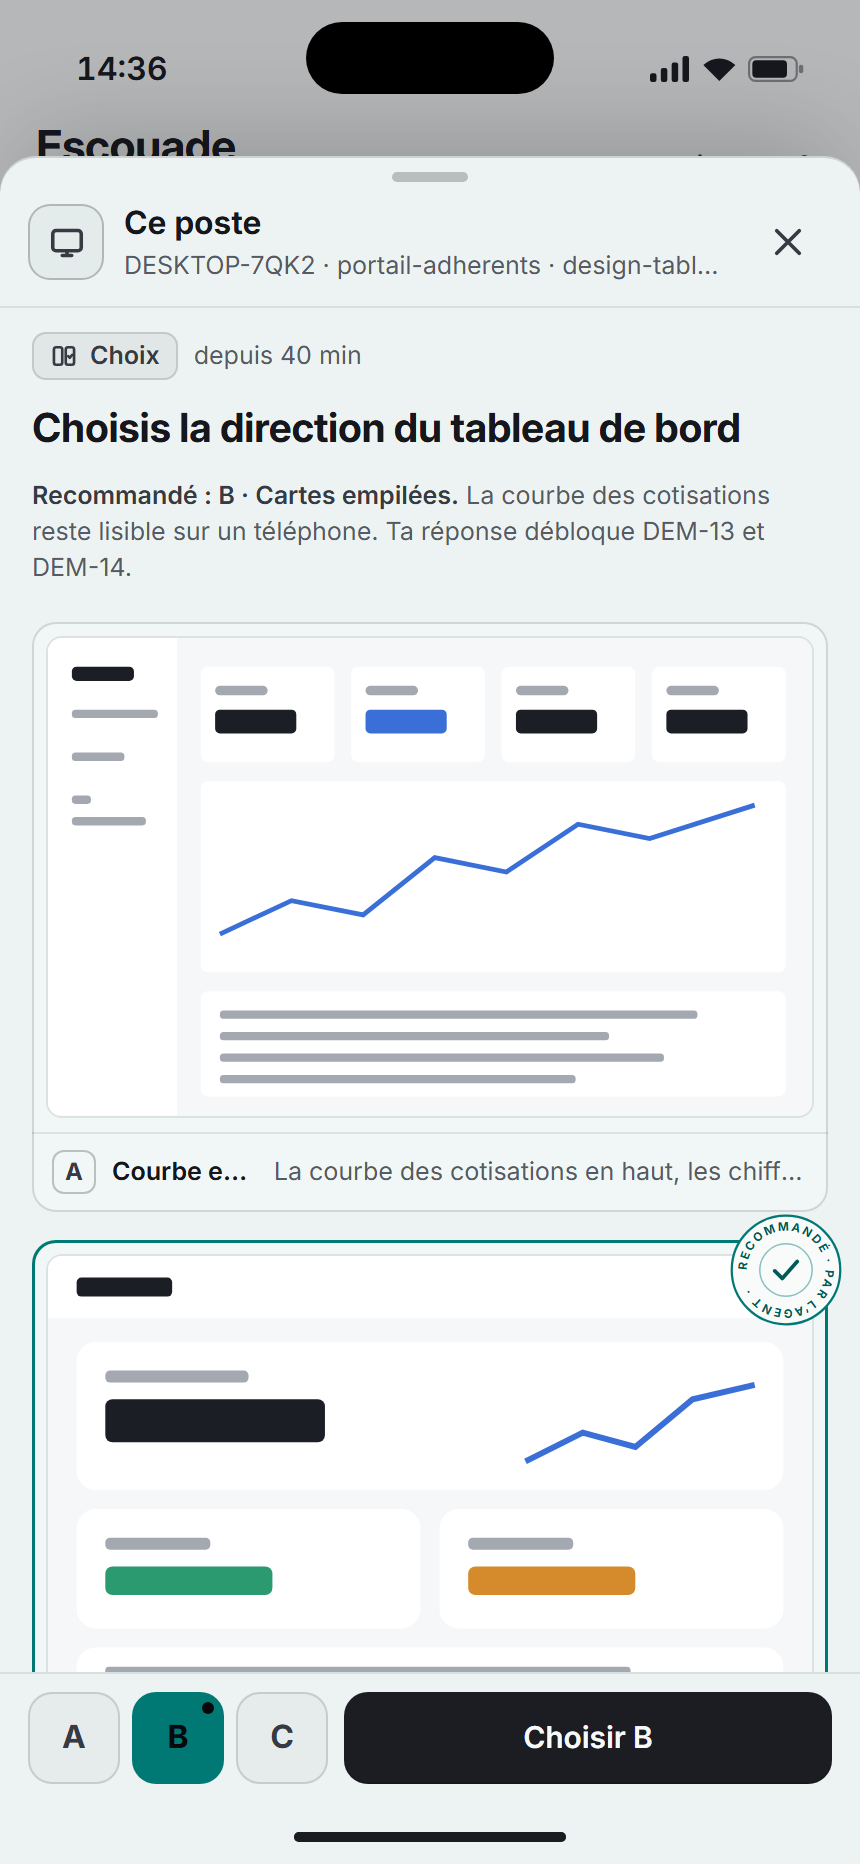 14:36
Escouade
Ce poste
DESKTOP-7QK2 · portail-adherents · design-tabl...
Choix
depuis 40 min
Choisis la direction du tableau de bord
Recommandé : B · Cartes empilées. La courbe des cotisations
reste lisible sur un téléphone. Ta réponse débloque DEM-13 et
DEM-14.
A
Courbe e...
La courbe des cotisations en haut, les chiff...
RECOMMANDÉ · PAR L'AGENT ·
A
B
C
Choisir B